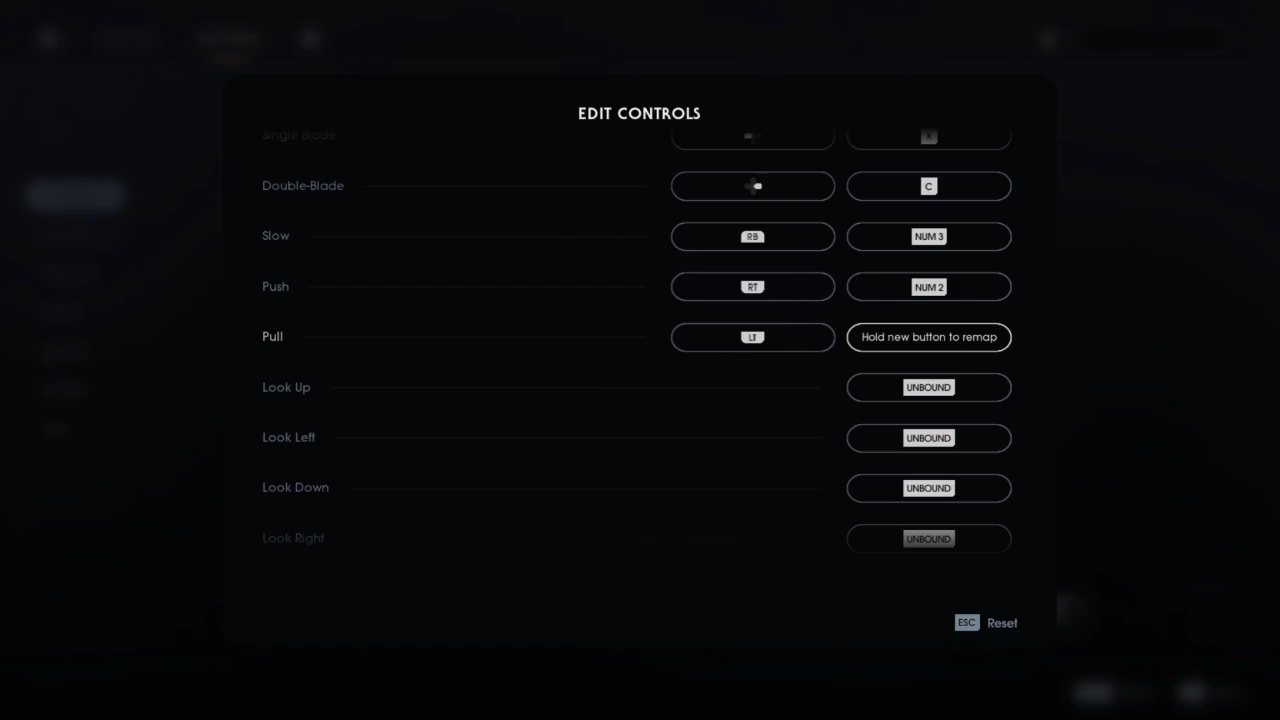 EDIT CONTROLS
Single Blade X
Double-Blade C
Slow RB NUM 3
Push RT NUM 2
Pull LT Hold new button to remap
Look Up UNBOUND
Look Left UNBOUND
Look Down UNBOUND
Look Right UNBOUND
ESC Reset